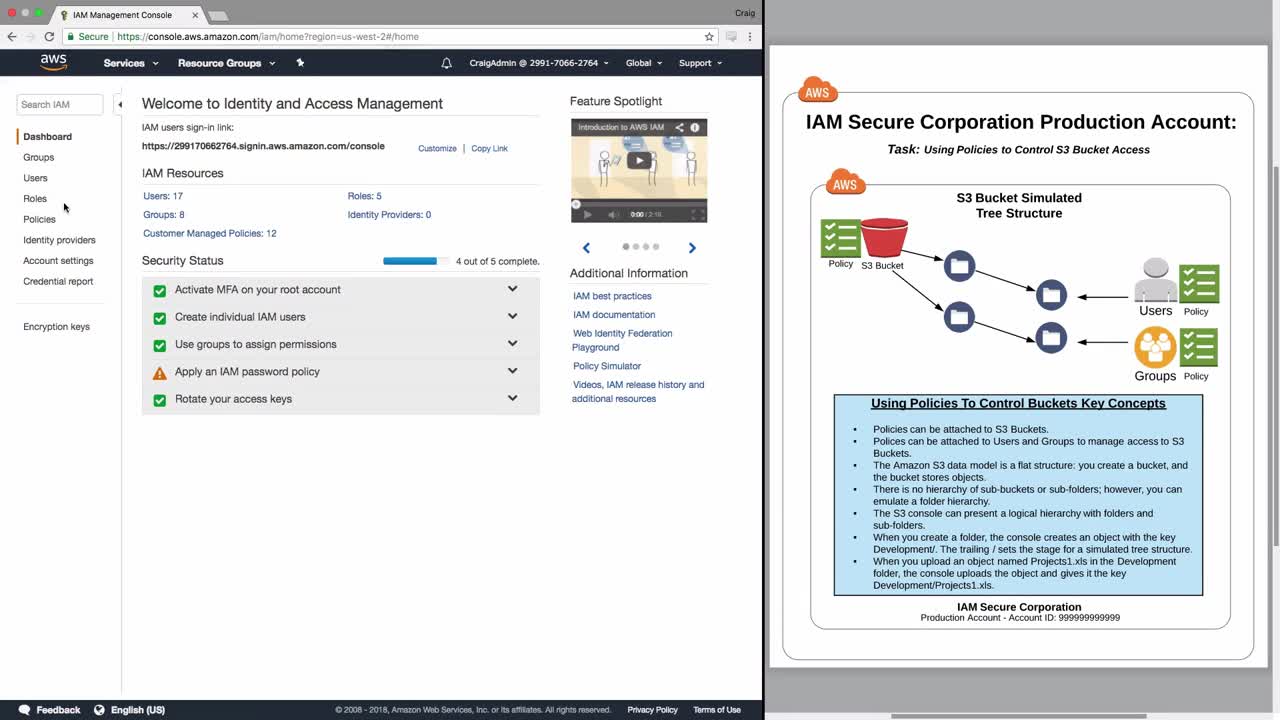 IAM Management Console
Craig
Secure
https://console.aws.amazon.com/iam/home?region=us-west-2#/home
aws
Services
Resource Groups
CraigAdmin @ 2991-7066-2764
Global
Support
Search IAM
Dashboard
Groups
Users
Roles
Policies
Identity providers
Account settings
Credential report
Encryption keys
Welcome to Identity and Access Management
IAM users sign-in link:
https://299170662764.signin.aws.amazon.com/console
Customize | Copy Link
IAM Resources
Users: 17
Roles: 5
Groups: 8
Identity Providers: 0
Customer Managed Policies: 12
Security Status
4 out of 5 complete.
Activate MFA on your root account
Create individual IAM users
Use groups to assign permissions
Apply an IAM password policy
Rotate your access keys
Feature Spotlight
Introduction to AWS IAM
0:00 / 2:16
Additional Information
IAM best practices
IAM documentation
Web Identity Federation
Playground
Policy Simulator
Videos, IAM release history and
additional resources
Feedback
English (US)
© 2008 - 2018, Amazon Web Services, Inc. or its affiliates. All rights reserved.
Privacy Policy
Terms of Use
AWS
IAM Secure Corporation Production Account:
Task: Using Policies to Control S3 Bucket Access
AWS
S3 Bucket Simulated
Tree Structure
Policy
S3 Bucket
Users
Policy
Groups
Policy
Using Policies To Control Buckets Key Concepts
• Policies can be attached to S3 Buckets.
• Polices can be attached to Users and Groups to manage access to S3
Buckets.
• The Amazon S3 data model is a flat structure: you create a bucket, and
the bucket stores objects.
• There is no hierarchy of sub-buckets or sub-folders; however, you can
emulate a folder hierarchy.
• The S3 console can present a logical hierarchy with folders and
sub-folders.
• When you create a folder, the console creates an object with the key
Development/. The trailing / sets the stage for a simulated tree structure.
• When you upload an object named Projects1.xls in the Development
folder, the console uploads the object and gives it the key
Development/Projects1.xls.
IAM Secure Corporation
Production Account - Account ID: 999999999999